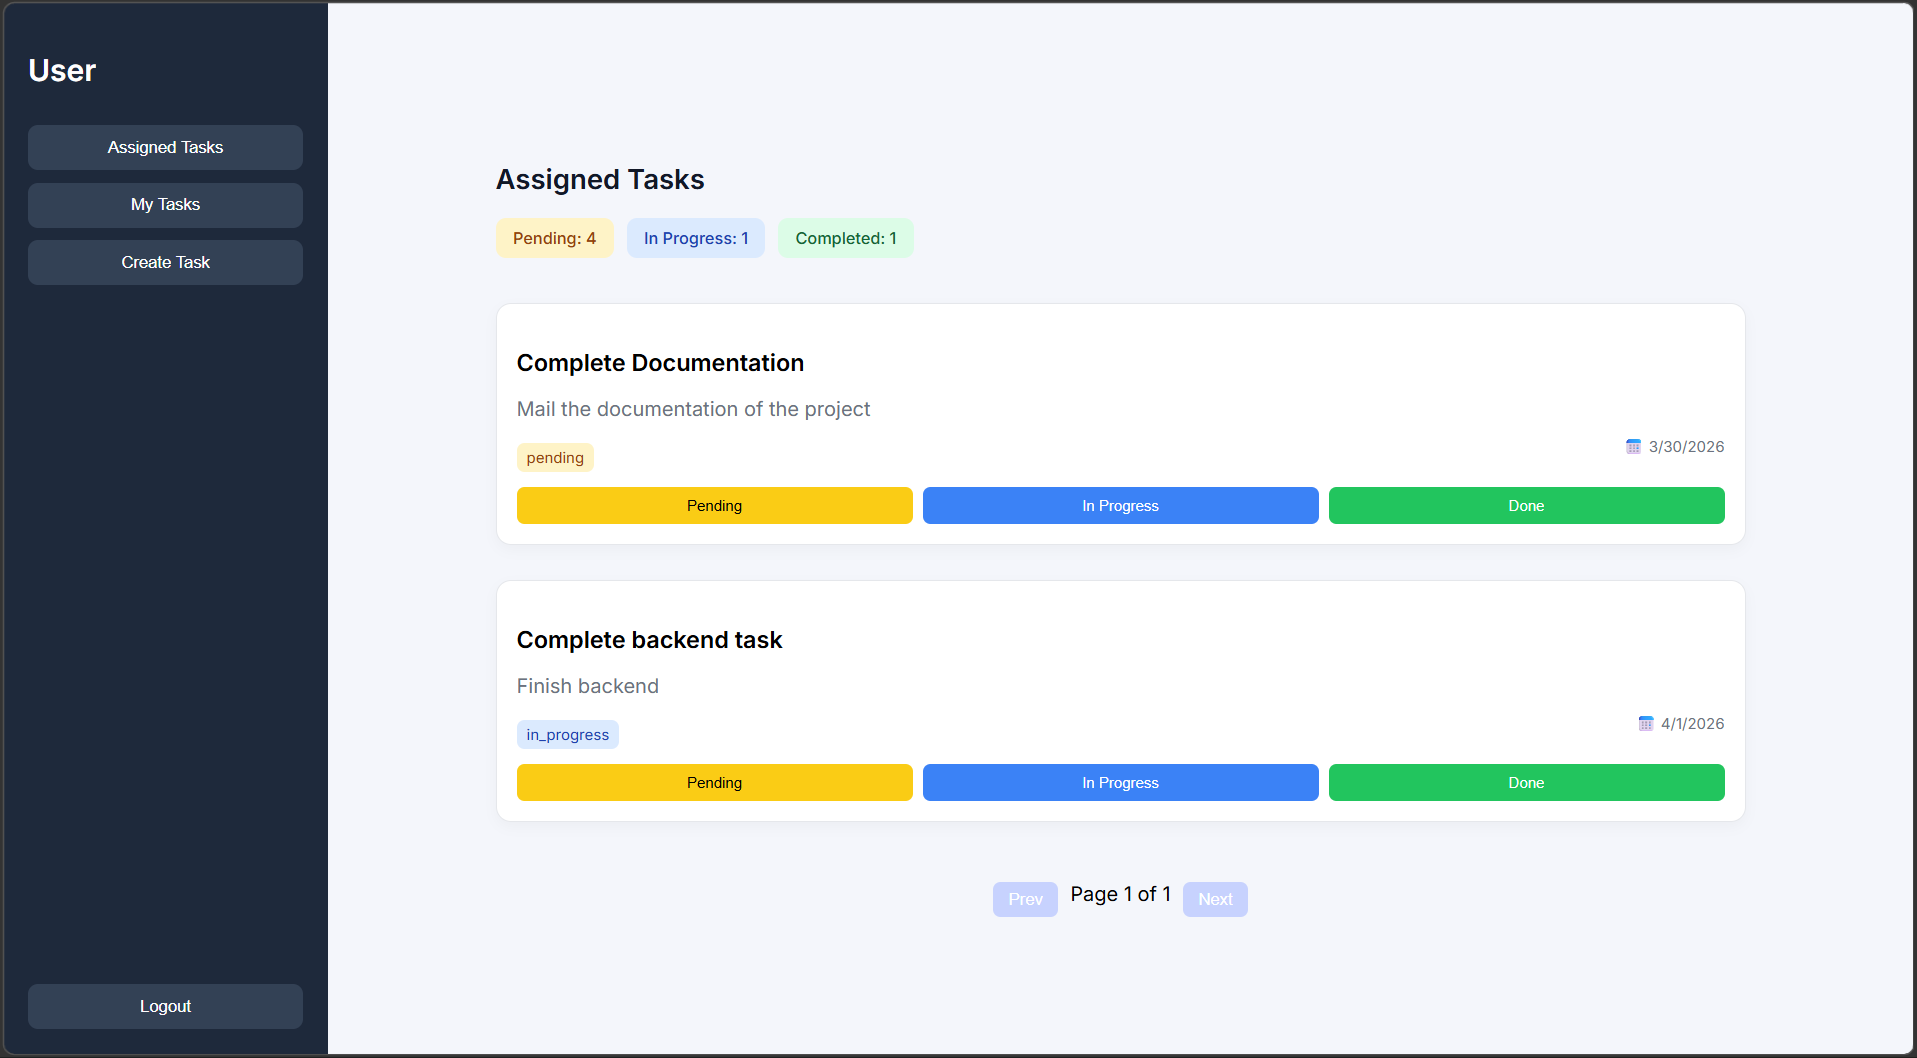 User
Assigned Tasks
My Tasks
Create Task
Logout
Assigned Tasks
Pending: 4 In Progress: 1 Completed: 1
Complete Documentation
Mail the documentation of the project
pending 3/30/2026
Pending In Progress Done
Complete backend task
Finish backend
in_progress 4/1/2026
Pending In Progress Done
Prev Page 1 of 1 Next